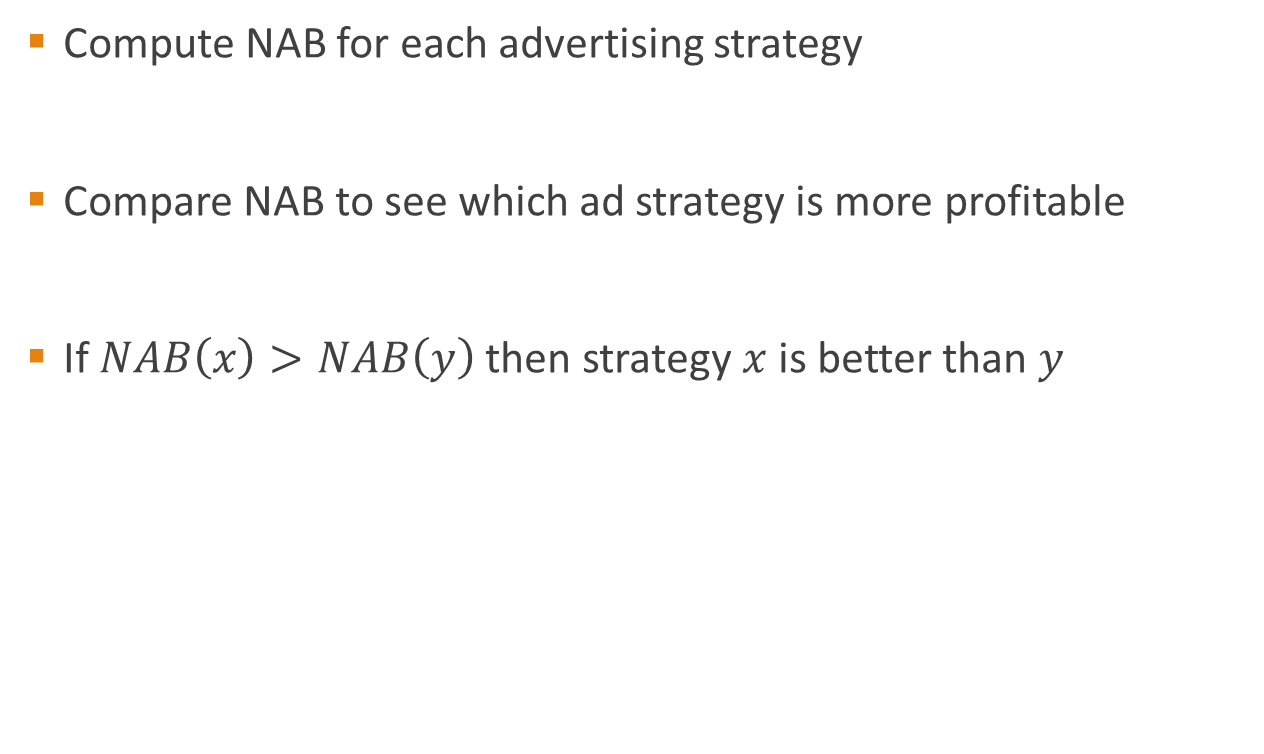 ▪ Compute NAB for each advertising strategy
▪ Compare NAB to see which ad strategy is more profitable
▪ If 𝑁𝐴𝐵(𝑥) > 𝑁𝐴𝐵(𝑦) then strategy 𝑥 is better than 𝑦